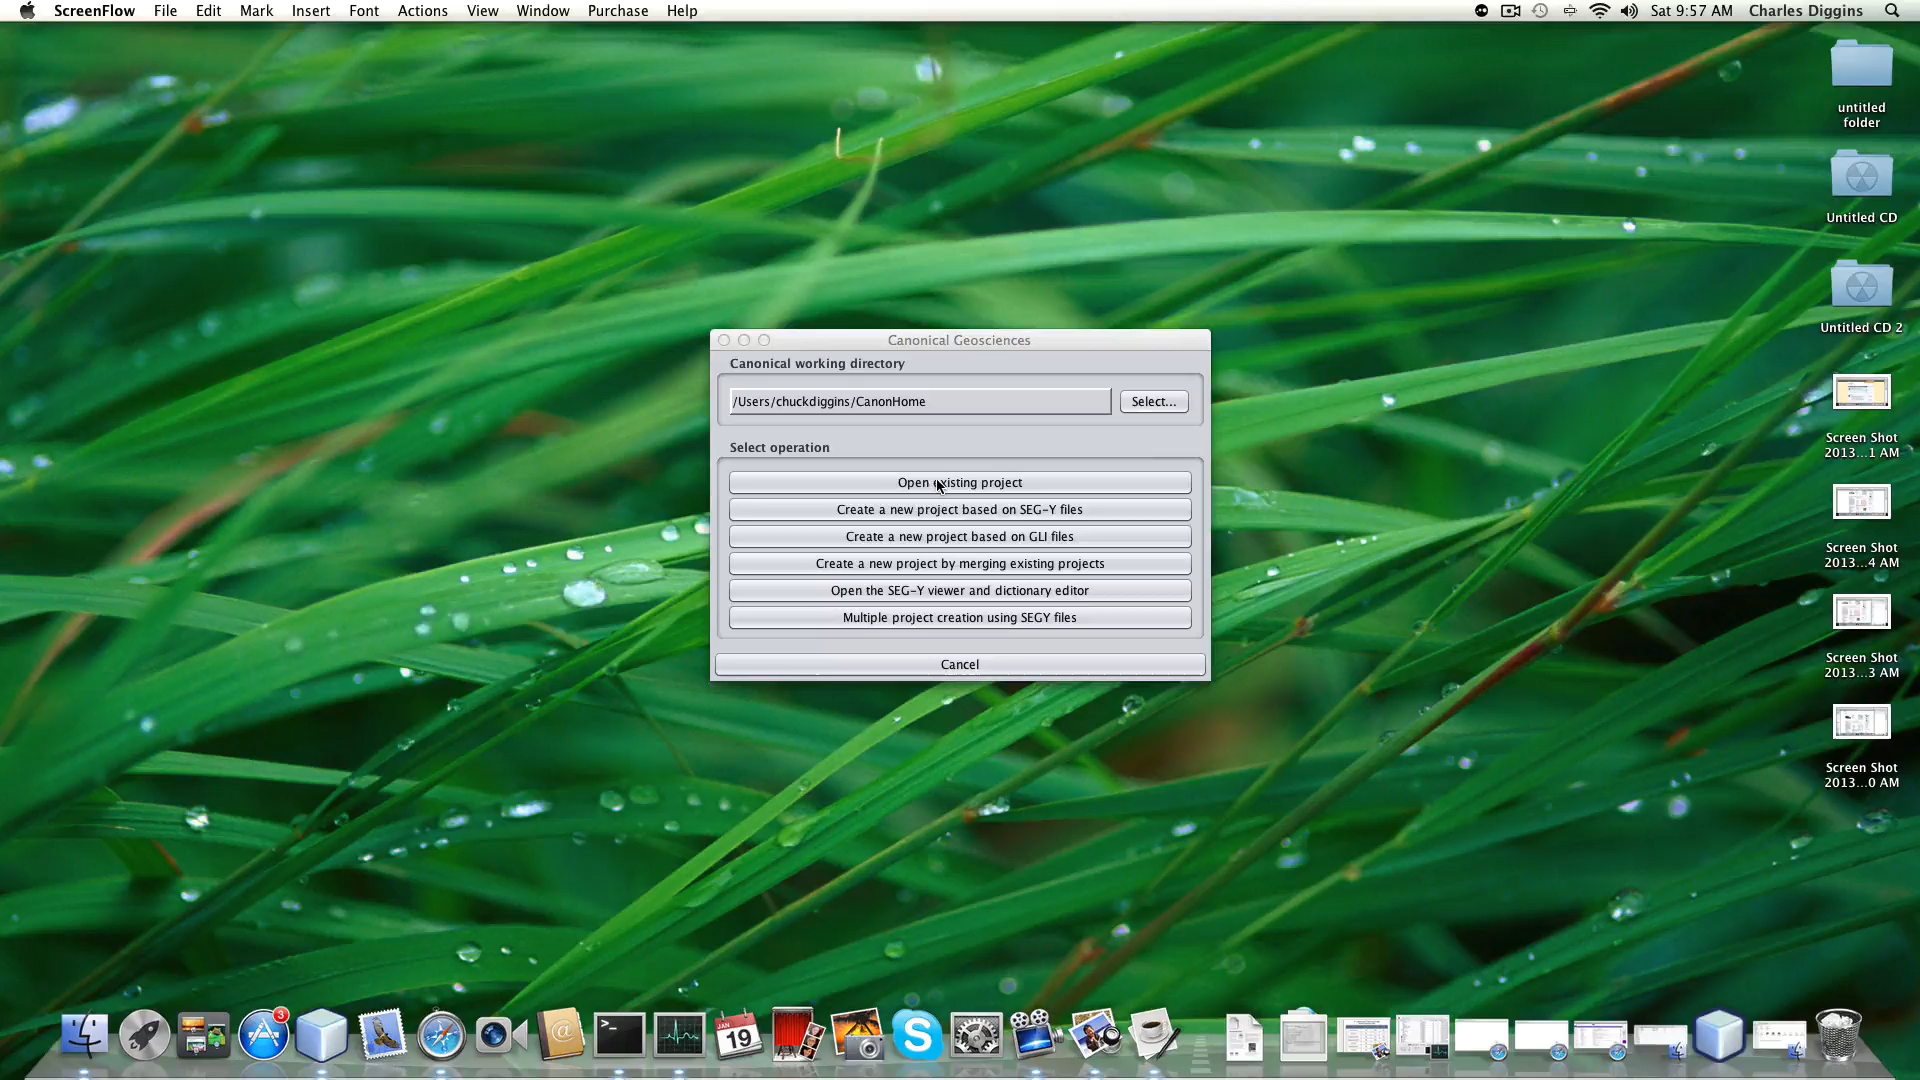 ScreenFlow File Edit Mark Insert Font Actions View Window Purchase Help Sat 9:57 AM Charles Diggins
untitled
folder
Untitled CD
Untitled CD 2
Screen Shot
2013...1 AM
Screen Shot
2013...4 AM
Screen Shot
2013...3 AM
Screen Shot
2013...0 AM
Canonical Geosciences
Canonical working directory
/Users/chuckdiggins/CanonHome
Select...
Select operation
Open existing project
Create a new project based on SEG-Y files
Create a new project based on GLI files
Create a new project by merging existing projects
Open the SEG-Y viewer and dictionary editor
Multiple project creation using SEGY files
Cancel
3
@
>_
JAN
19
S